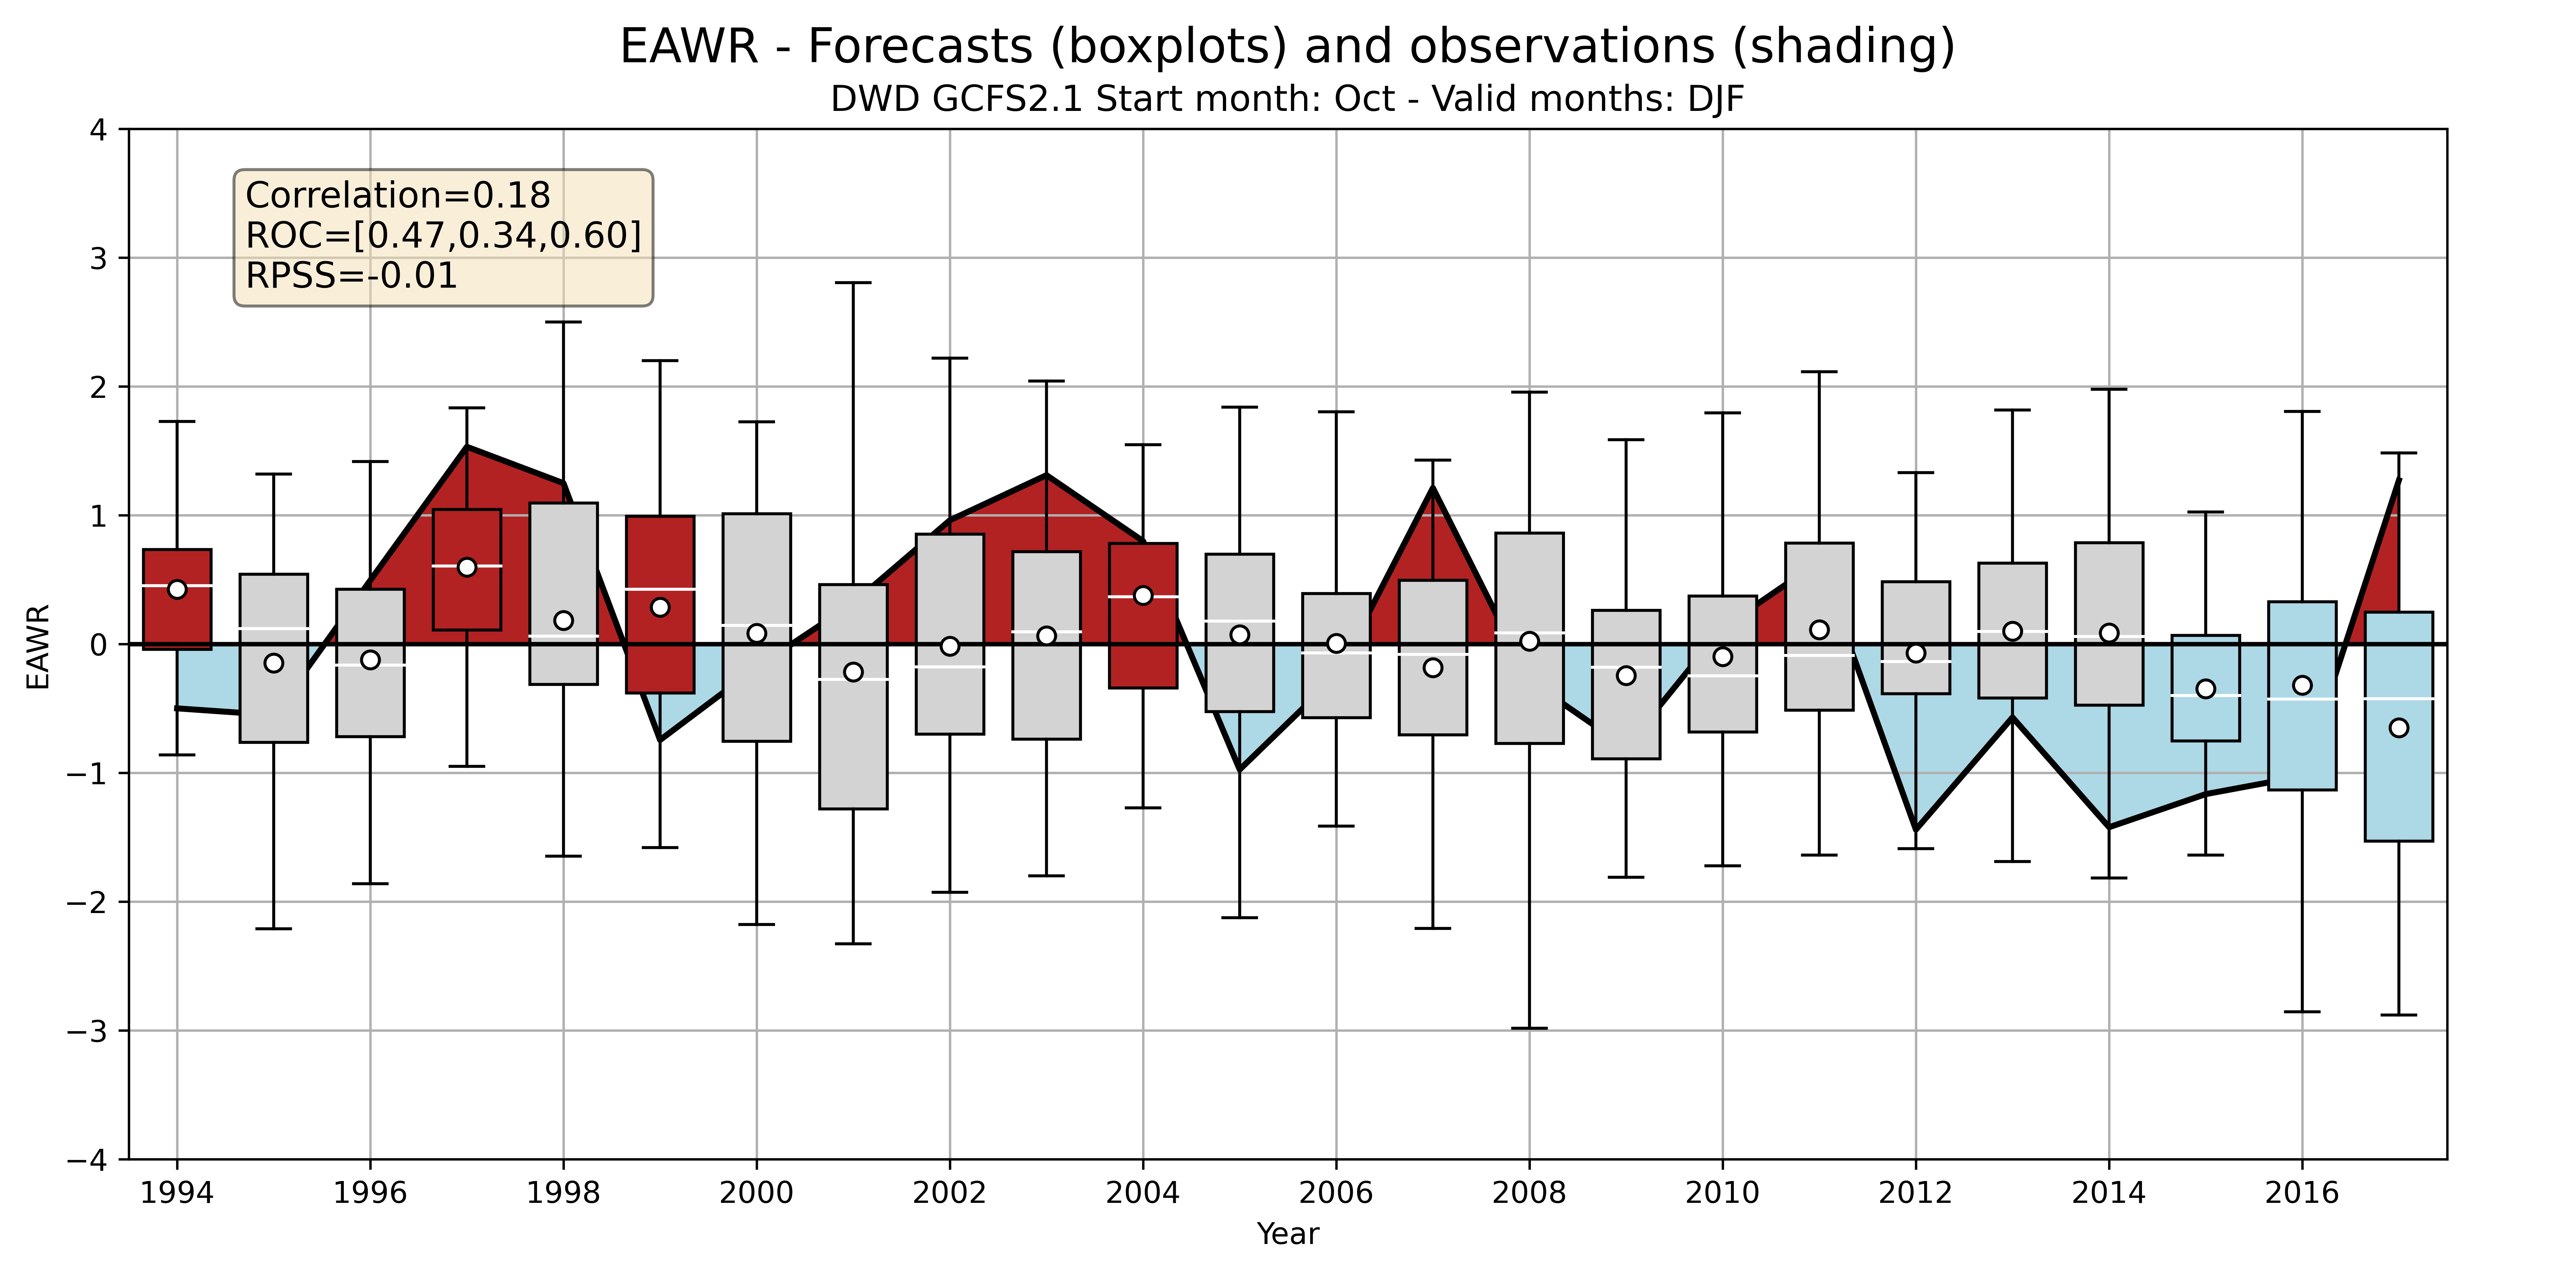 EAWR - Forecasts (boxplots) and observations (shading)
DWD GCFS2.1 Start month: Oct - Valid months: DJF
Correlation=0.18
ROC=[0.47,0.34,0.60]
RPSS=-0.01
4
3
2
1
0
−1
−2
−3
−4
EAWR
1994 1996 1998 2000 2002 2004 2006 2008 2010 2012 2014 2016
Year